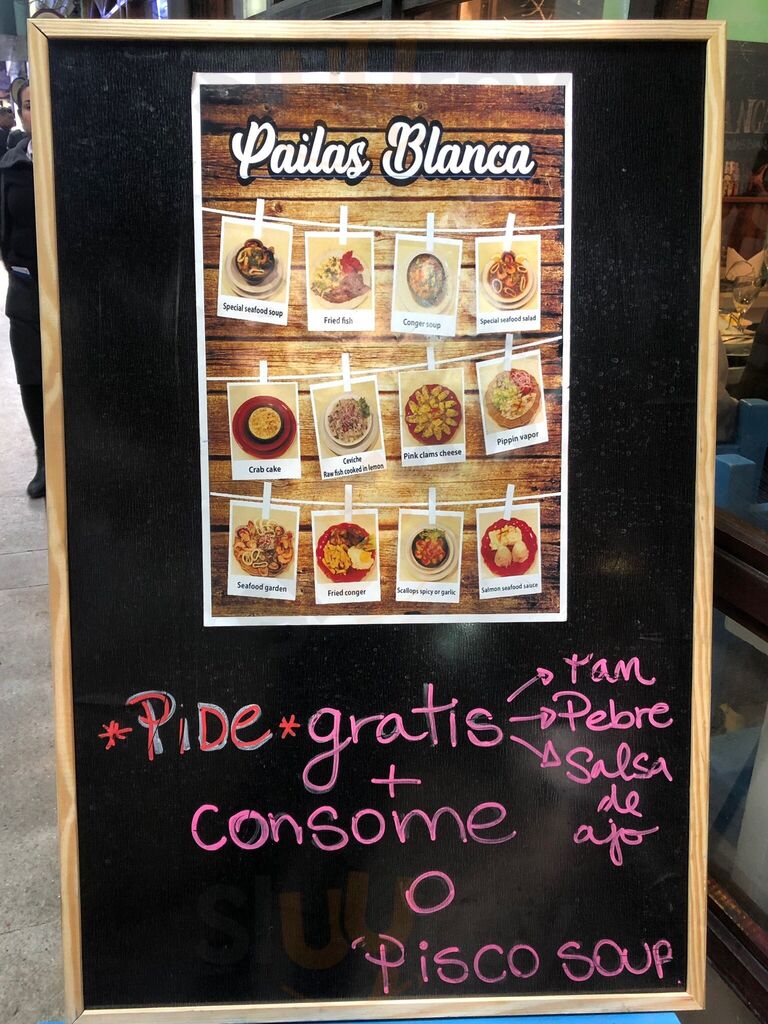 Pailas Blanca
Special seafood soup
Fried fish
Conger soup
Special seafood salad
Crab cake
Ceviche
Raw fish cooked in lemon
Pink clams cheese
Pippin vapor
Seafood garden
Fried conger
Scallops spicy or garlic
Salmon seafood sauce
*PIDE* gratis → Pan
→ Pebre
→ Salsa
de
ajo
+
consome
O
PISCO SOUP